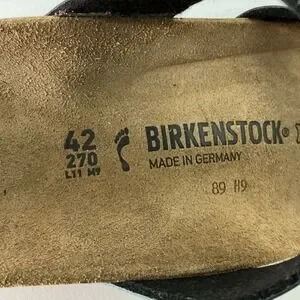 42
270
L11 M9
BIRKENSTOCK®
MADE IN GERMANY
89 119